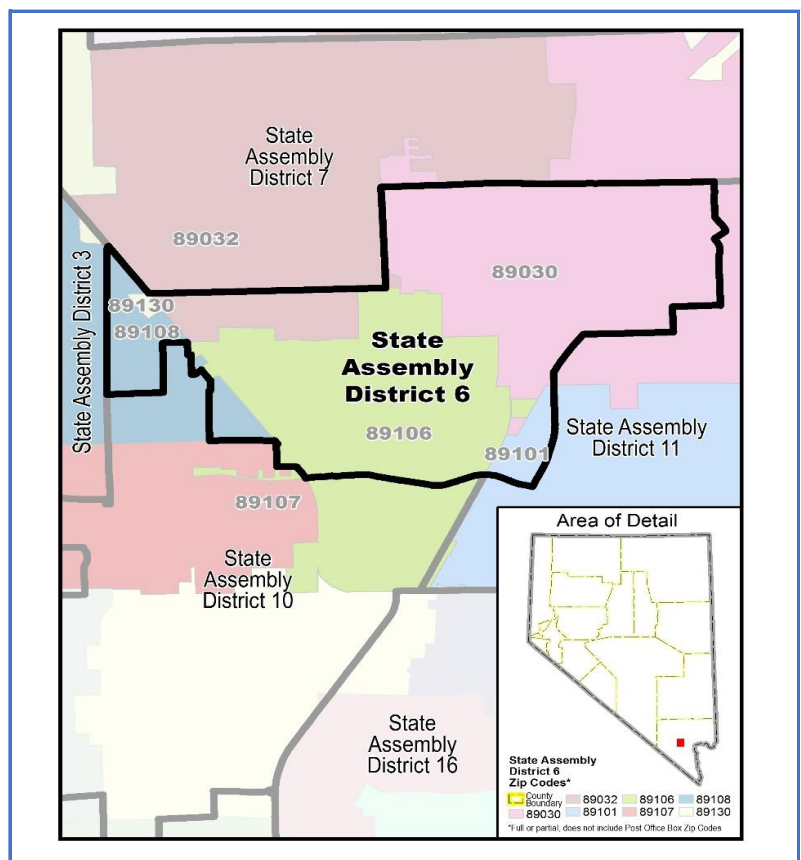 State
Assembly
District 7
89032
89030
State Assembly District 3
89130
89108
State
Assembly
District 6
89106
89101
State Assembly
District 11
89107
State
Assembly
District 10
State
Assembly
District 16
Area of Detail
State Assembly
District 6
Zip Codes*
County
Boundary
89032
89106
89108
89030
89101
89107
89130
*Full or partial, does not include Post Office Box Zip Codes